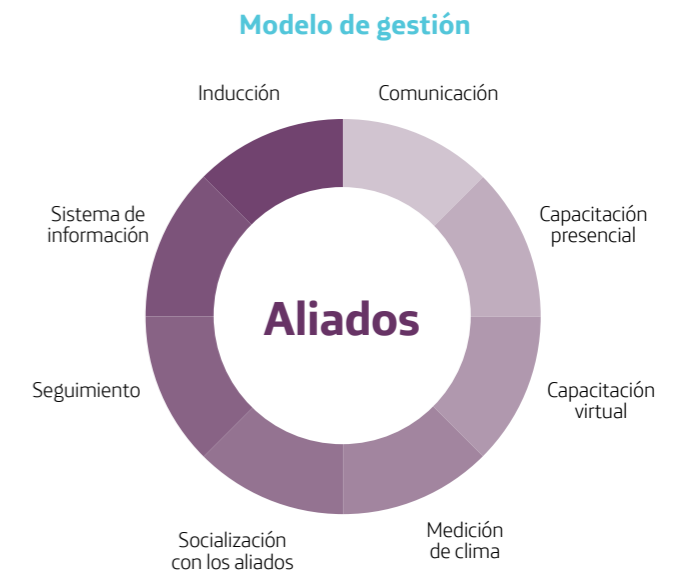 Modelo de gestión
Inducción
Comunicación
Sistema de
información
Capacitación
presencial
Aliados
Seguimiento
Capacitación
virtual
Socialización
con los aliados
Medición
de clima